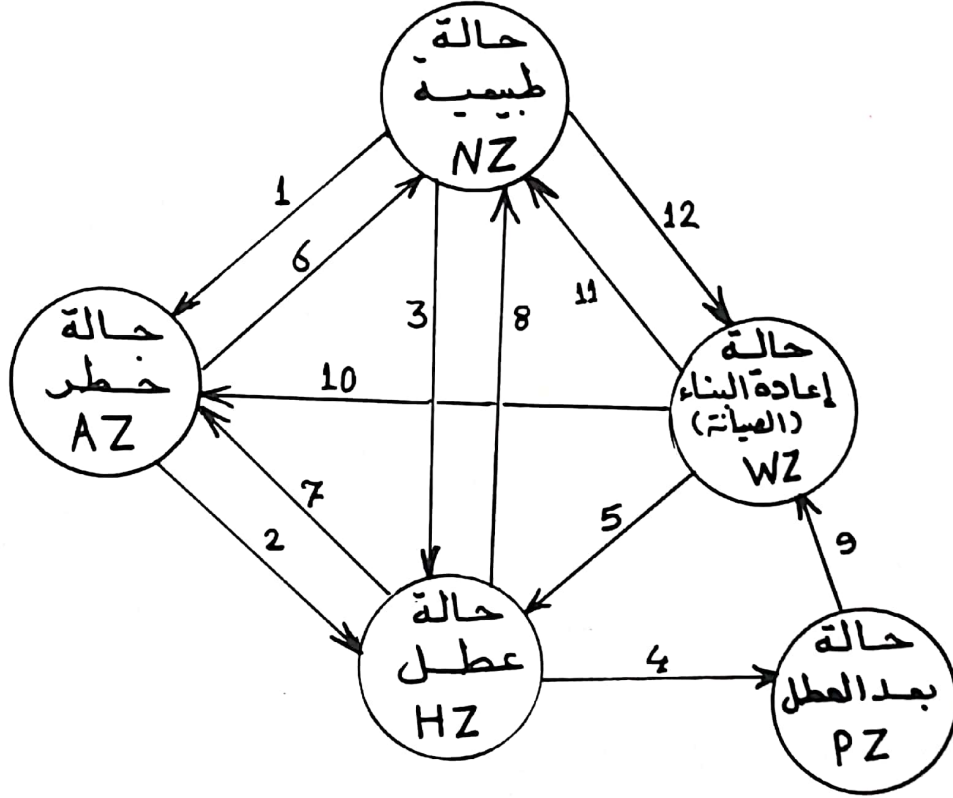 حالة
طبيعية
NZ
1
6
3
8
11
12
حالة
خطر
AZ
10
حالة
إعادة البناء
(الصيانة)
WZ
7
2
5
9
حالة
عطل
HZ
4
حالة
بعد العطل
PZ